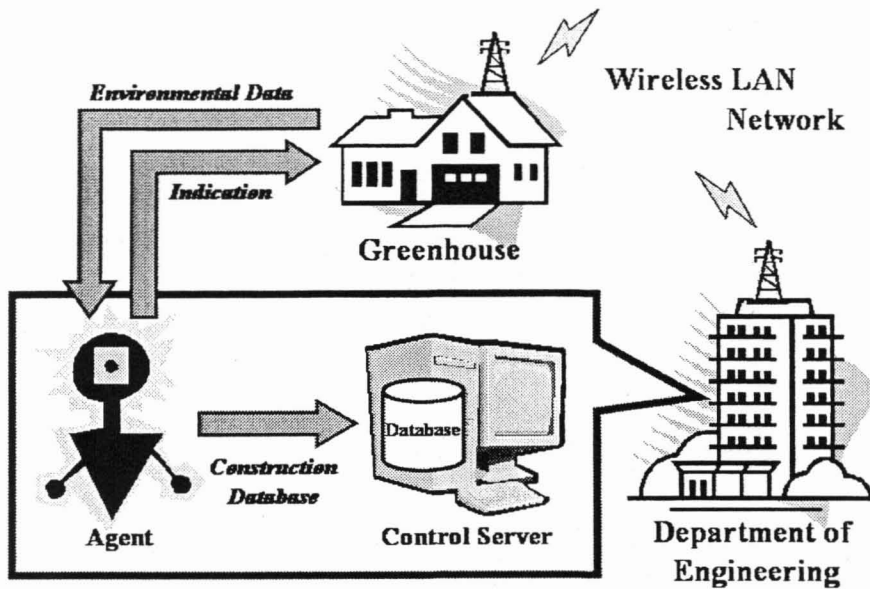 Environmental Data
Wireless LAN
Network
Indication
Greenhouse
Database
Construction
Database
Agent
Control Server
Department of
Engineering